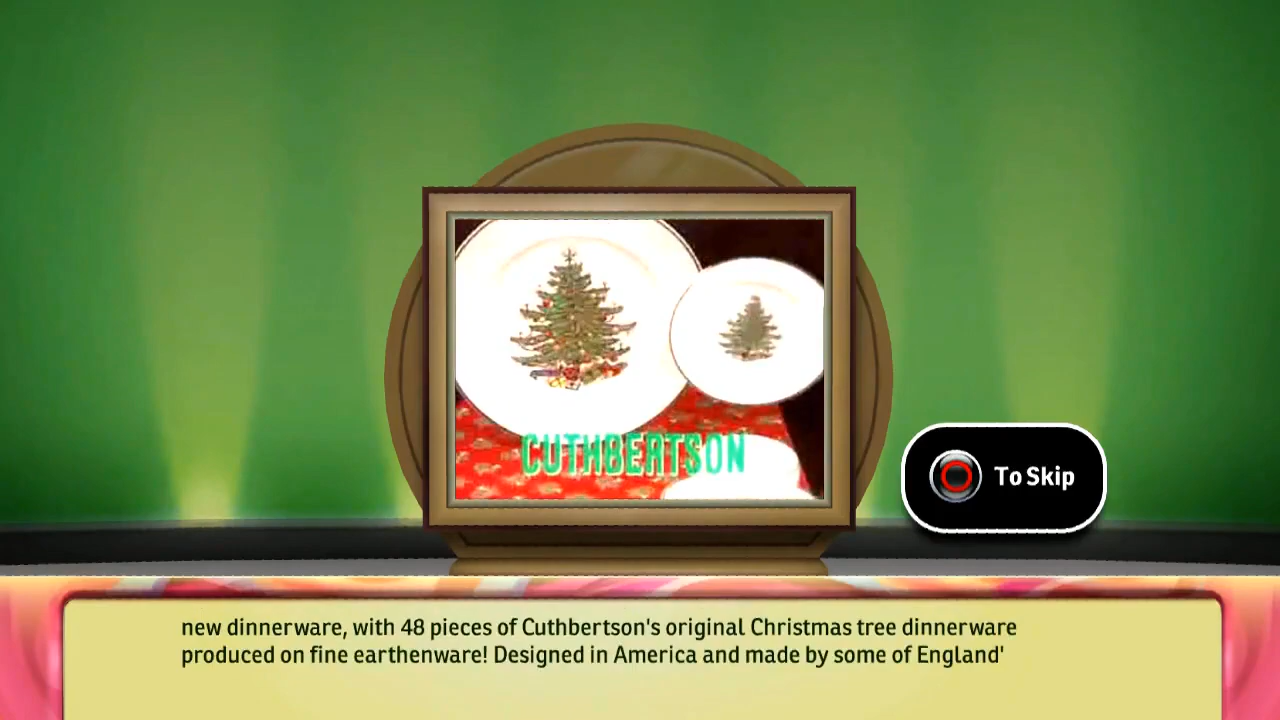 CUTHBERTSON
To Skip
new dinnerware, with 48 pieces of Cuthbertson's original Christmas tree dinnerware
produced on fine earthenware! Designed in America and made by some of England'